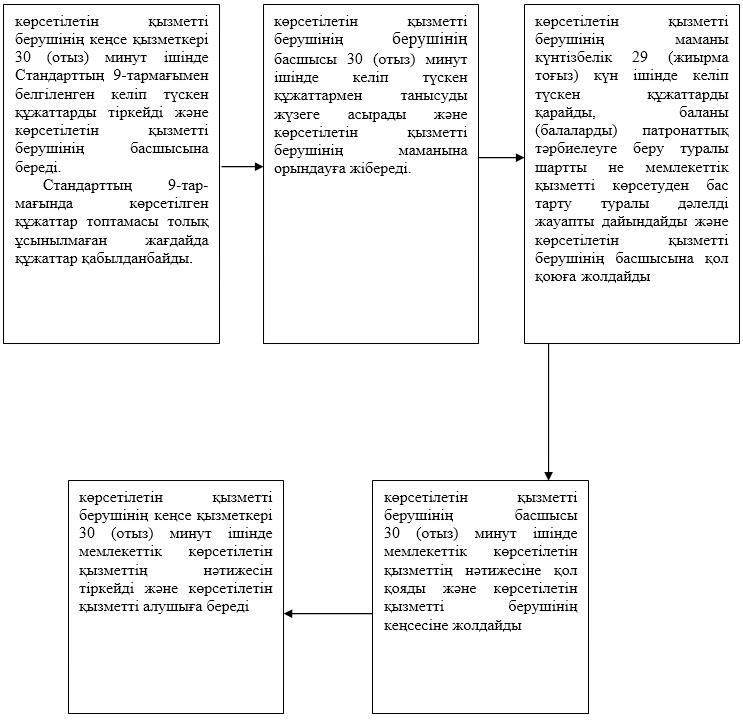 көрсетілетін қызметті
берушінің кеңсе қызметкері
30 (отыз) минут ішінде
Стандарттың 9-тармағымен
белгіленген келіп түскен
құжаттарды тіркейді және
көрсетілетін қызметті
берушінің басшысына
береді.
Стандарттың 9-тар-
мағында көрсетілген
құжаттар топтамасы толық
ұсынылмаған жағдайда
құжаттар қабылданбайды.
көрсетілетін қызметті
берушінің берушінің
басшысы 30 (отыз) минут
ішінде келіп түскен
құжаттармен танысуды
жүзеге асырады және
көрсетілетін қызметті
берушінің маманына
орындауға жібереді.
көрсетілетін қызметті
берушінің маманы
күнтізбелік 29 (жиырма
тоғыз) күн ішінде келіп
түскен құжаттарды
қарайды, баланы
(балаларды) патронаттық
тәрбиелеуге беру туралы
шартты не мемлекеттік
қызметті көрсетуден бас
тарту туралы дәлелді
жауапты дайындайды және
көрсетілетін қызметті
берушінің басшысына қол
қоюға жолдайды
көрсетілетін қызметті
берушінің кеңсе қызметкері
30 (отыз) минут ішінде
мемлекеттік көрсетілетін
қызметтің нәтижесін
тіркейді және көрсетілетін
қызметті алушыға береді
көрсетілетін қызметті
берушінің басшысы
30 (отыз) минут ішінде
мемлекеттік көрсетілетін
қызметтің нәтижесіне қол
қояды және көрсетілетін
қызметті берушінің
кеңсесіне жолдайды